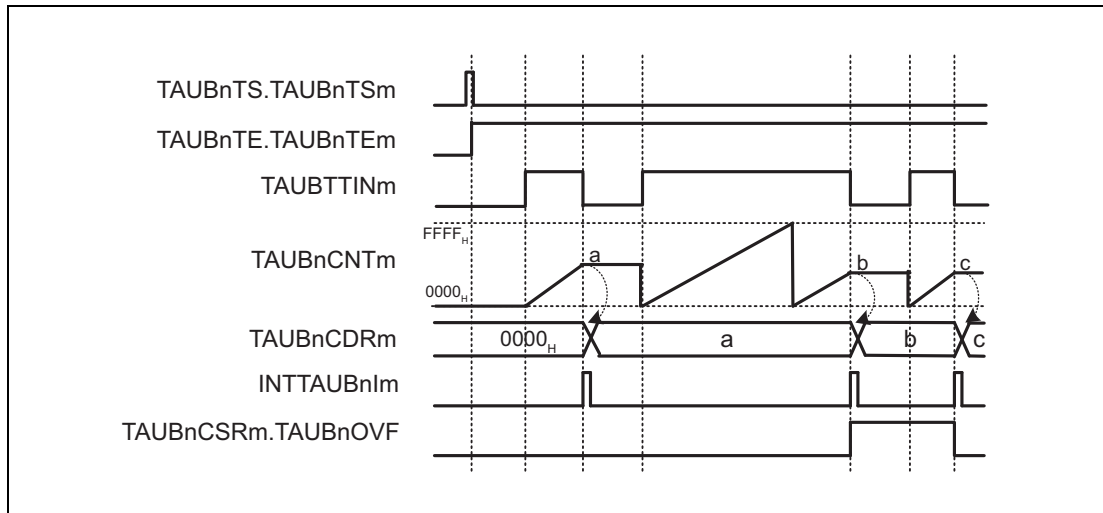 TAUBnTS.TAUBnTSm
TAUBnTE.TAUBnTEm
TAUBTTINm
FFFFH
TAUBnCNTm
a
b
c
0000H
TAUBnCDRm
0000H
a
b
c
INTTAUBnIm
TAUBnCSRm.TAUBnOVF